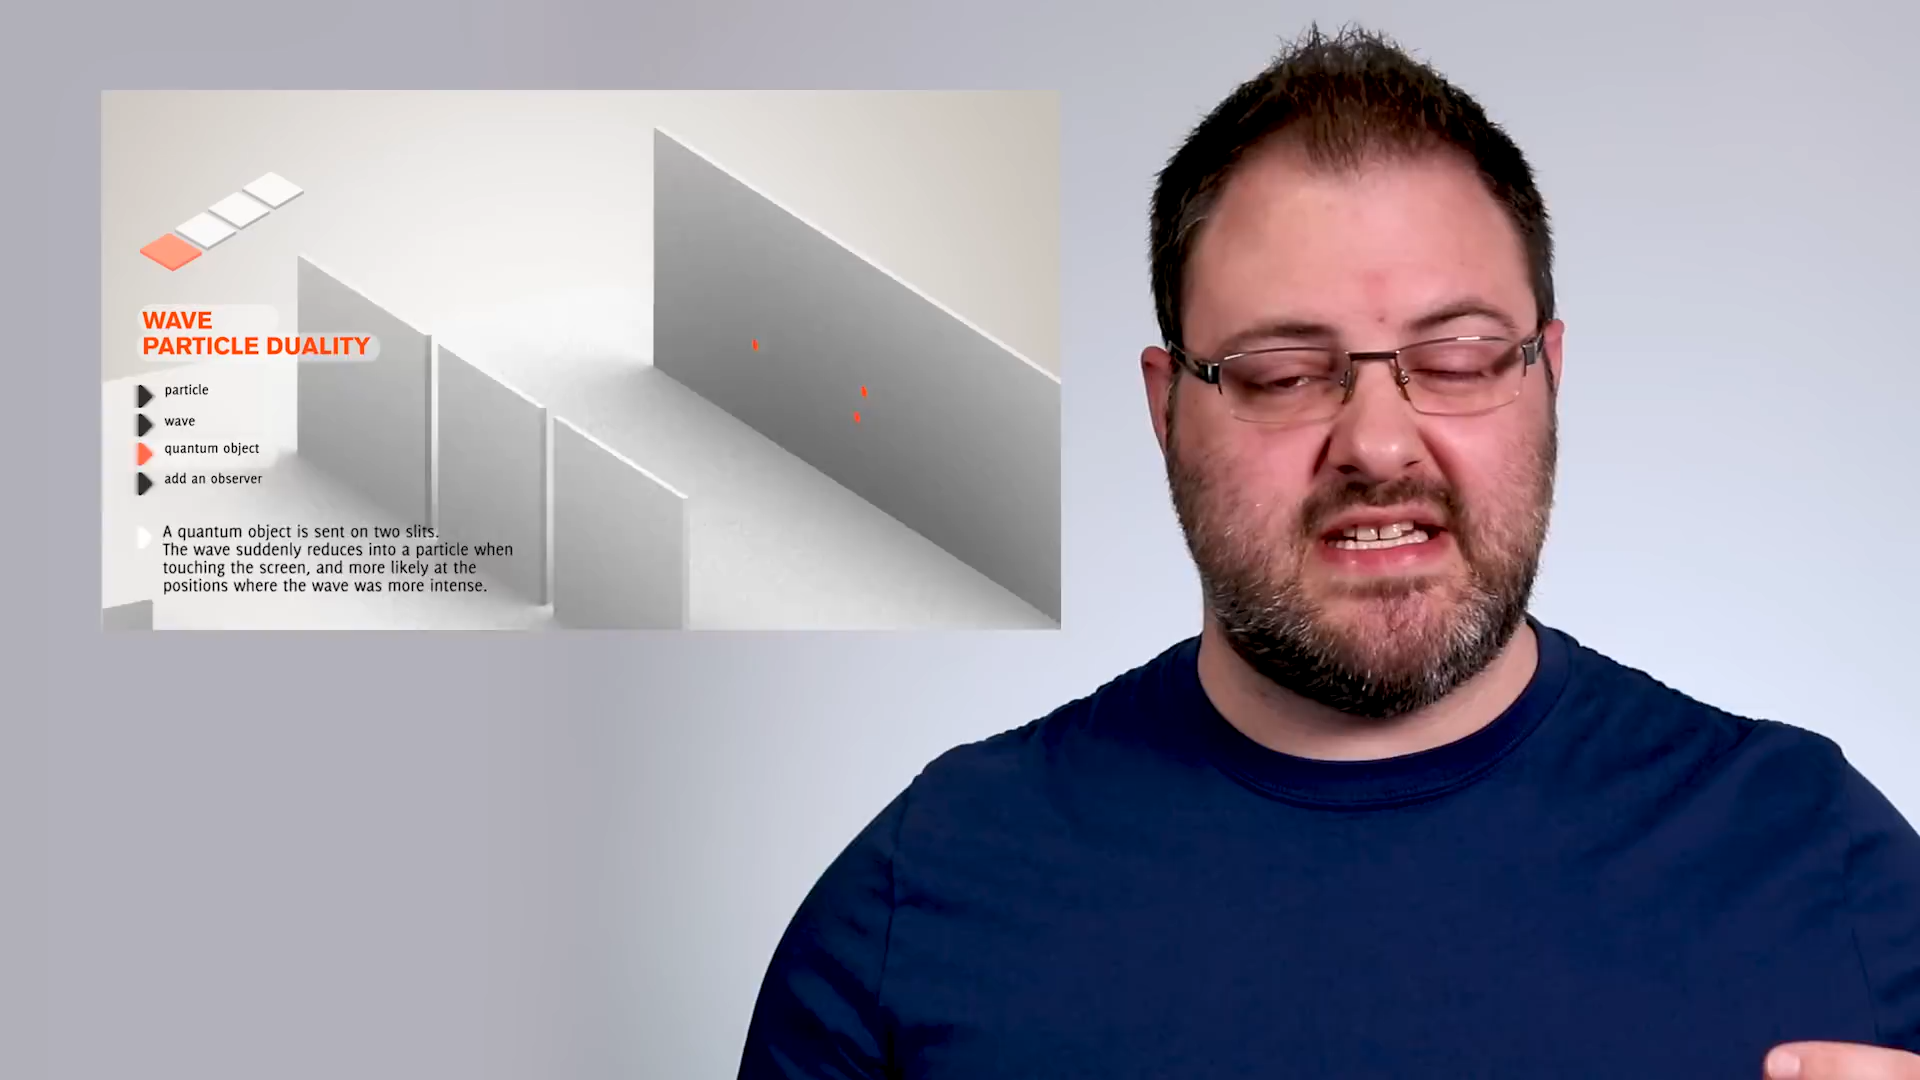 WAVE
PARTICLE DUALITY
particle
wave
quantum object
add an observer
A quantum object is sent on two slits.
The wave suddenly reduces into a particle when
touching the screen, and more likely at the
positions where the wave was more intense.